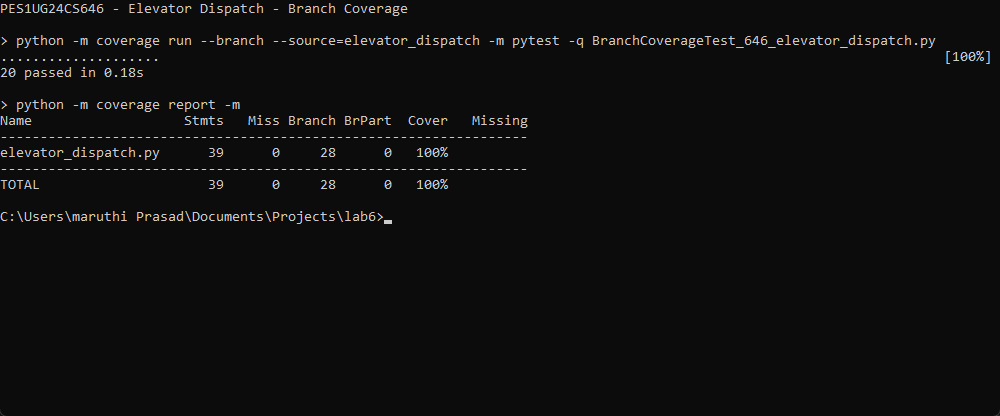 PES1UG24CS646 - Elevator Dispatch - Branch Coverage
> python -m coverage run --branch --source=elevator_dispatch -m pytest -q BranchCoverageTest_646_elevator_dispatch.py
.................... [100%]
20 passed in 0.18s
> python -m coverage report -m
Name Stmts Miss Branch BrPart Cover Missing
------------------------------------------------------------------
elevator_dispatch.py 39 0 28 0 100%
------------------------------------------------------------------
TOTAL 39 0 28 0 100%
C:\Users\maruthi Prasad\Documents\Projects\lab6>